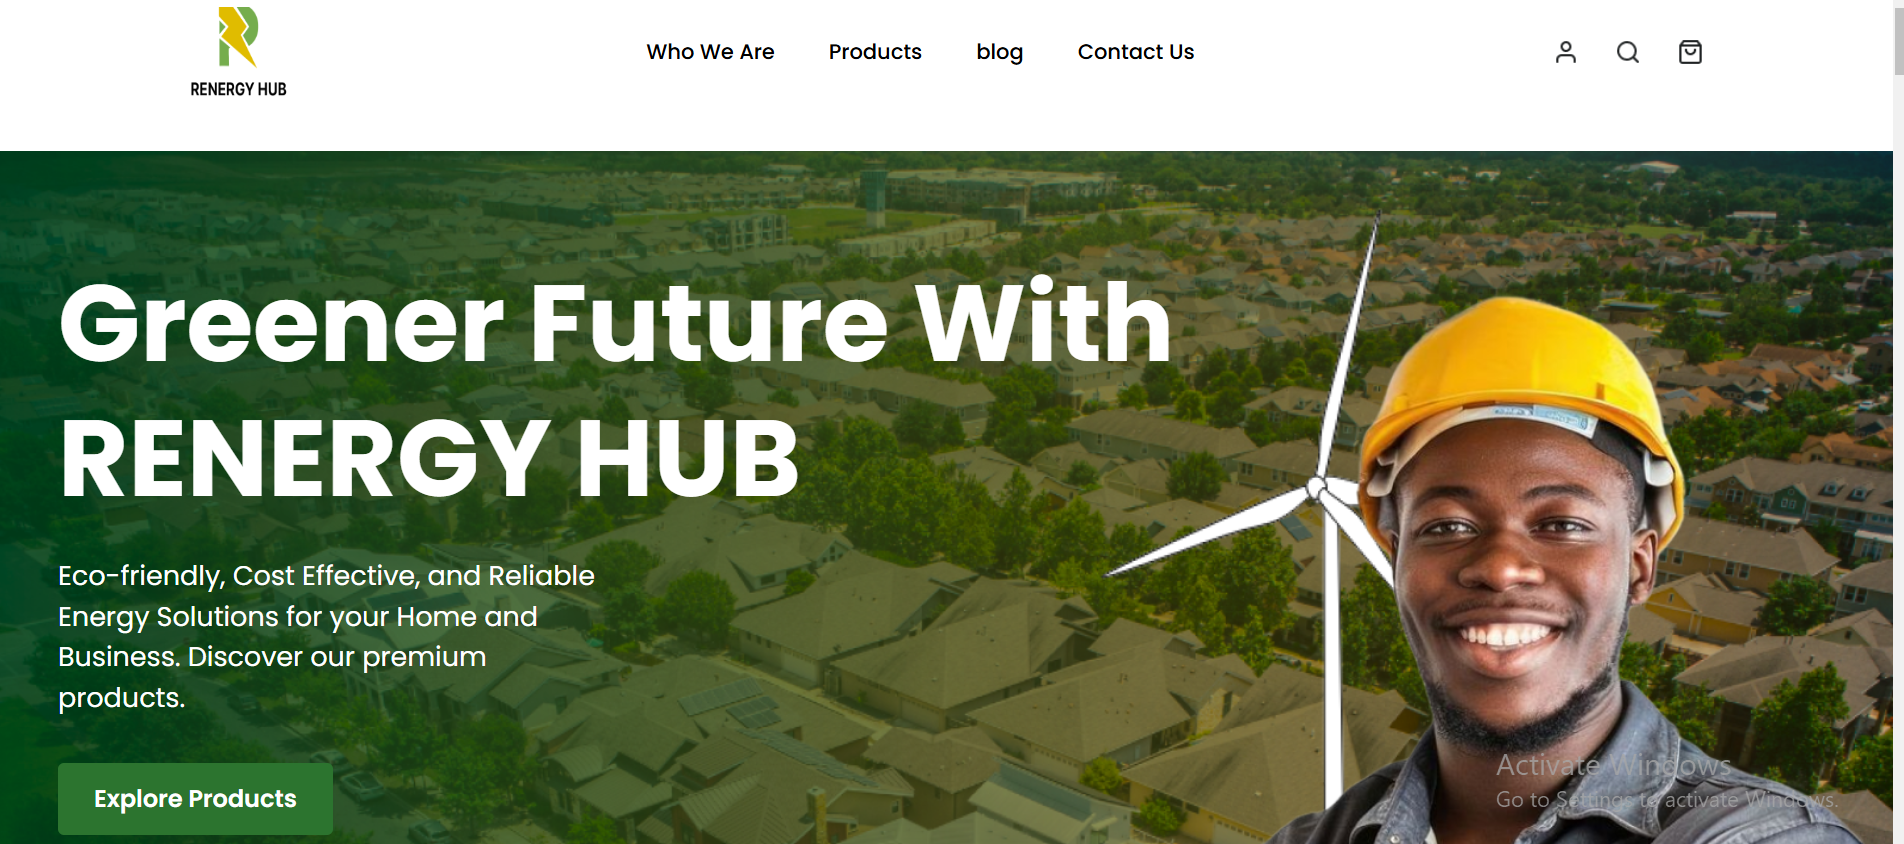 RENERGY HUB
Who We Are
Products
blog
Contact Us
Greener Future With
RENERGY HUB
Eco-friendly, Cost Effective, and Reliable
Energy Solutions for your Home and
Business. Discover our premium
products.
Explore Products
Activate Windows
Go to Settings to activate Windows.